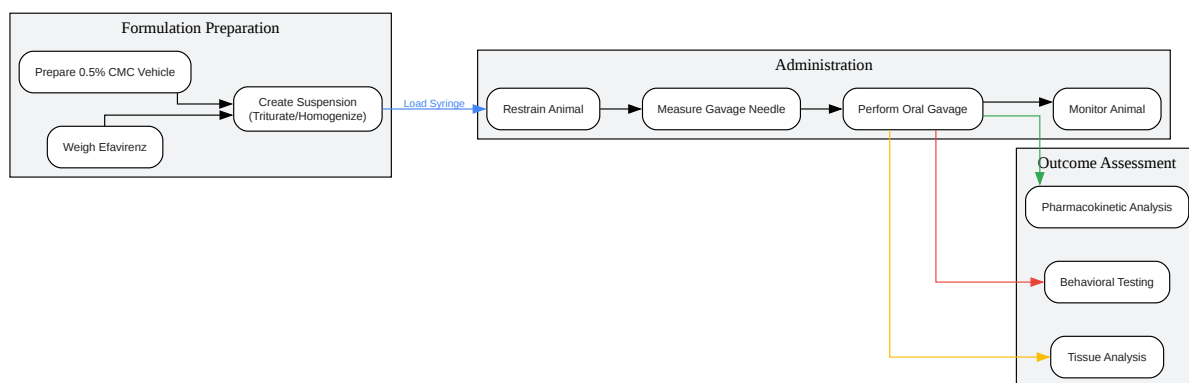 Formulation Preparation
Prepare 0.5% CMC Vehicle
Weigh Efavirenz
Create Suspension
(Triturate/Homogenize)
Load Syringe
Administration
Restrain Animal
Measure Gavage Needle
Perform Oral Gavage
Monitor Animal
Outcome Assessment
Pharmacokinetic Analysis
Behavioral Testing
Tissue Analysis